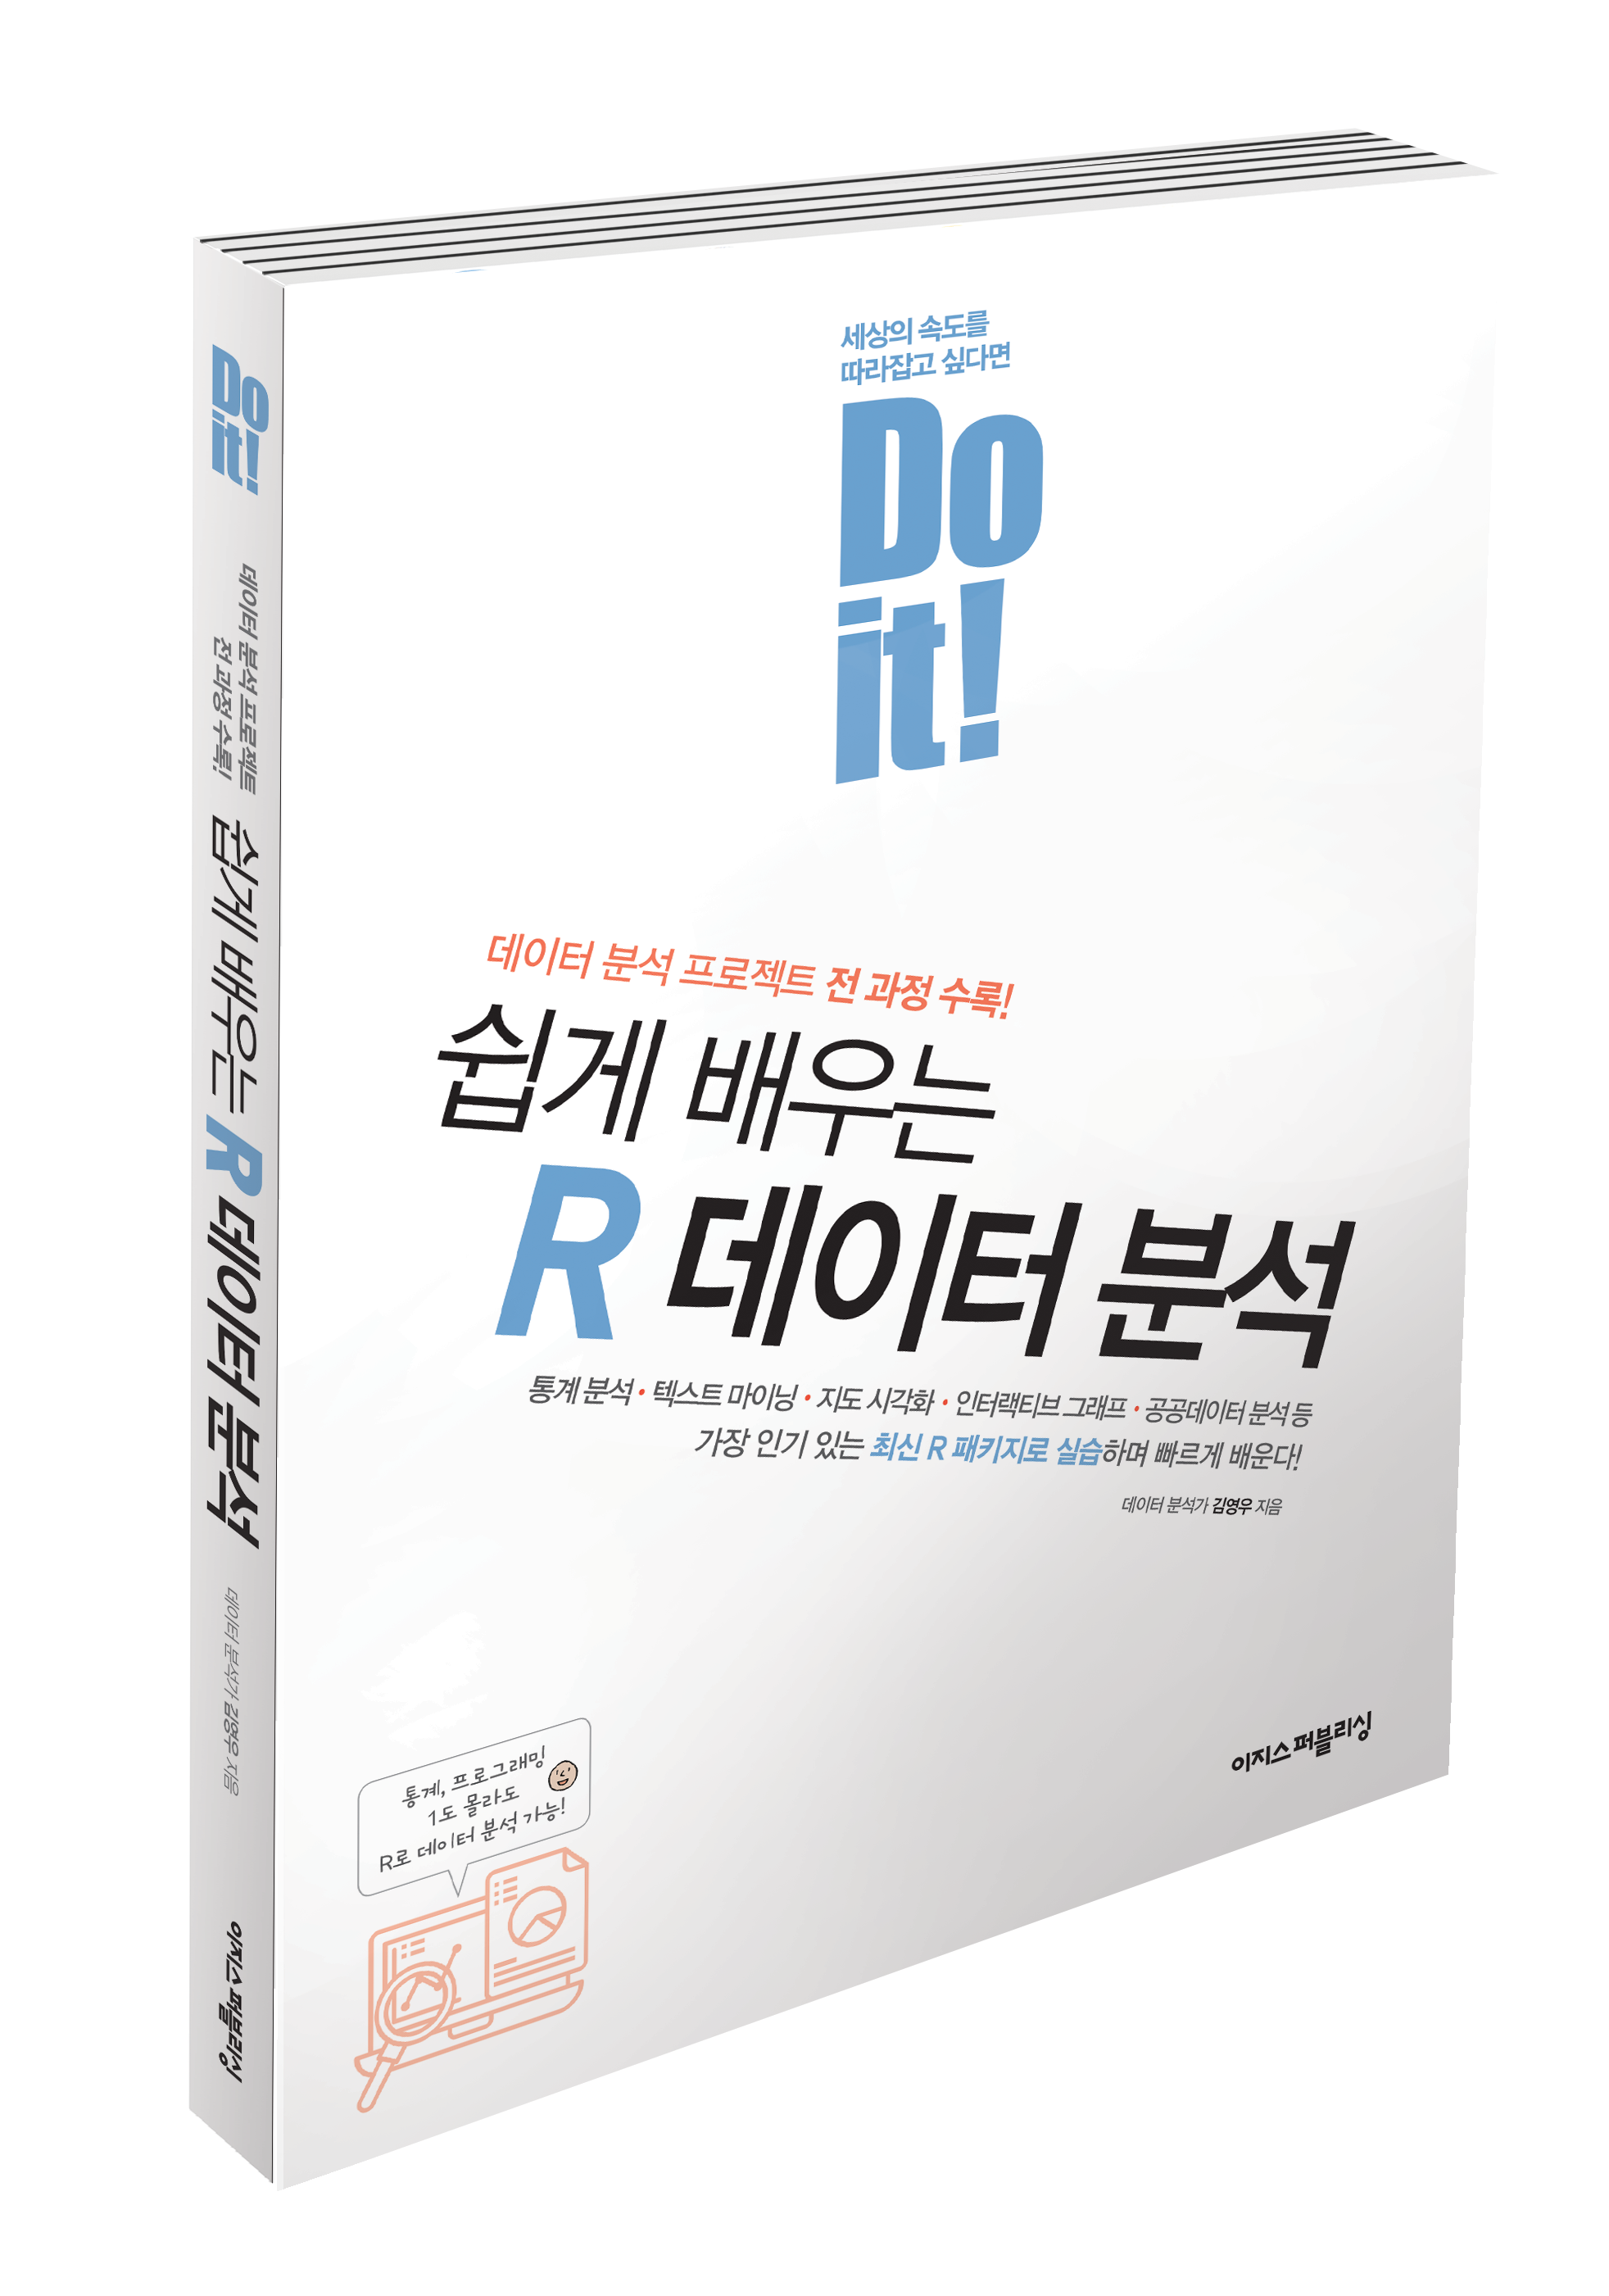 세상의 속도를
따라잡고 싶다면
Do
it!
데이터 분석 프로젝트 전 과정 수록!
쉽게 배우는
R 데이터 분석
통계 분석 · 텍스트 마이닝 · 지도 시각화 · 인터랙티브 그래프 · 공공데이터 분석 등
가장 인기 있는 최신 R 패키지로 실습하며 빠르게 배운다!
데이터 분석가 김영우 지음
통계, 프로그래밍
1도 몰라도
R로 데이터 분석 가능!
이지스 퍼블리싱
Do
it!
데이터 분석 프로젝트
전 과정 수록!
쉽게 배우는 R 데이터 분석
데이터 분석가 김영우 지음
이지스 퍼블리싱